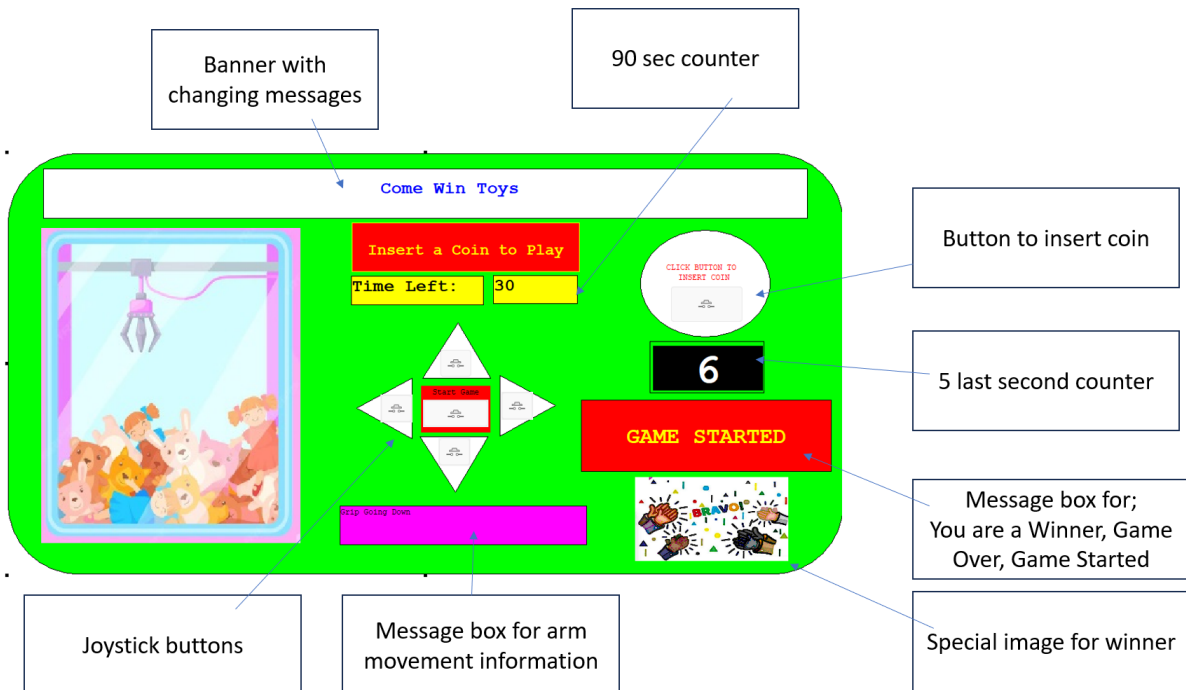 Banner with
changing messages
90 sec counter
Come Win Toys
Insert a Coin to Play
Time Left:
30
CLICK BUTTON TO
INSERT COIN
Button to insert coin
6
5 last second counter
Start Game
GAME STARTED
Message box for;
You are a Winner, Game
Over, Game Started
BRAVO!
Grip Going Down
Joystick buttons
Message box for arm
movement information
Special image for winner